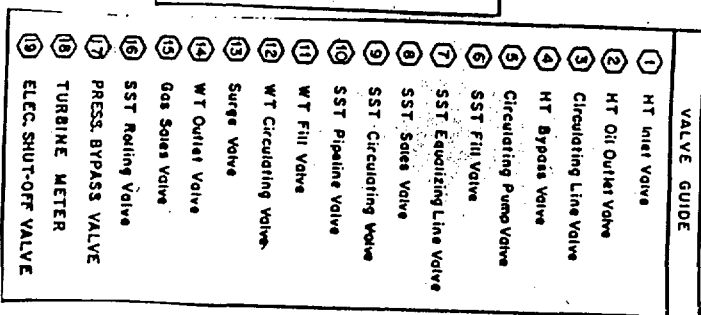 VALVE GUIDE
1 HT Inlet Valve
2 HT Oil Outlet Valve
3 Circulating Line Valve
4 HT Bypass Valve
5 Circulating Pump Valve
6 SST Fill Valve
7 SST Equalizing Line Valve
8 SST Sales Valve
9 SST Circulating Valve
10 SST Pipeline Valve
11 WT Fill Valve
12 WT Circulating Valve
13 Surge Valve
14 WT Outlet Valve
15 Gas Sales Valve
16 SST Rolling Valve
17 PRESS. BYPASS VALVE
18 TURBINE METER
19 ELEC. SHUT-OFF VALVE